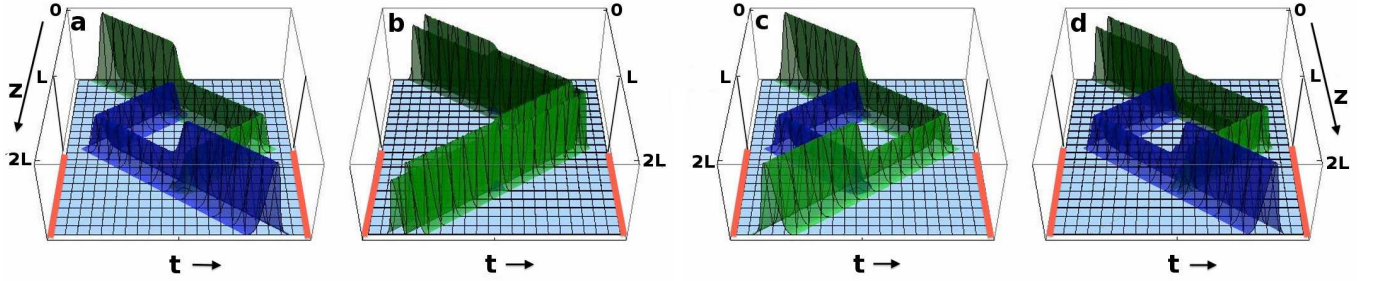 0 a b 0 0 c d 0
z L L L L z
2L 2L 2L 2L
t → t → t → t →